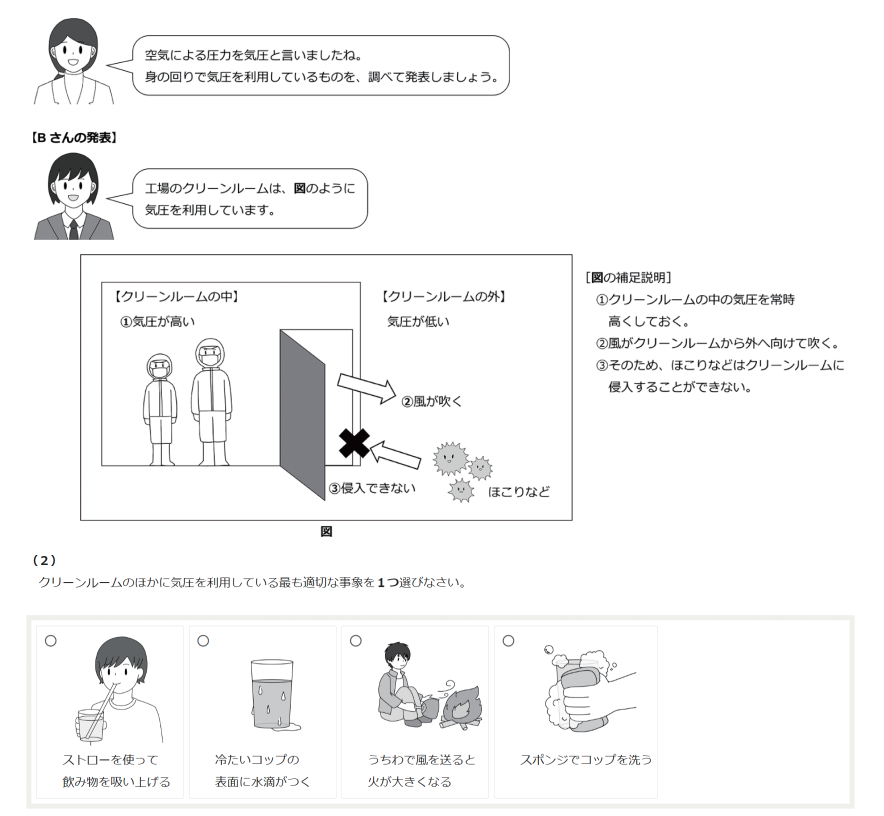 空気による圧力を気圧と言いましたね。
身の回りで気圧を利用しているものを、調べて発表しましょう。
【B さんの発表】
工場のクリーンルームは、図のように
気圧を利用しています。
【クリーンルームの中】
①気圧が高い
【クリーンルームの外】
気圧が低い
②風が吹く
③侵入できない
ほこりなど
図
［図の補足説明］
①クリーンルームの中の気圧を常時
高くしておく。
②風がクリーンルームから外へ向けて吹く。
③そのため、ほこりなどはクリーンルームに
侵入することができない。
（２）
クリーンルームのほかに気圧を利用している最も適切な事象を１つ選びなさい。
ストローを使って
飲み物を吸い上げる
冷たいコップの
表面に水滴がつく
うちわで風を送ると
火が大きくなる
スポンジでコップを洗う